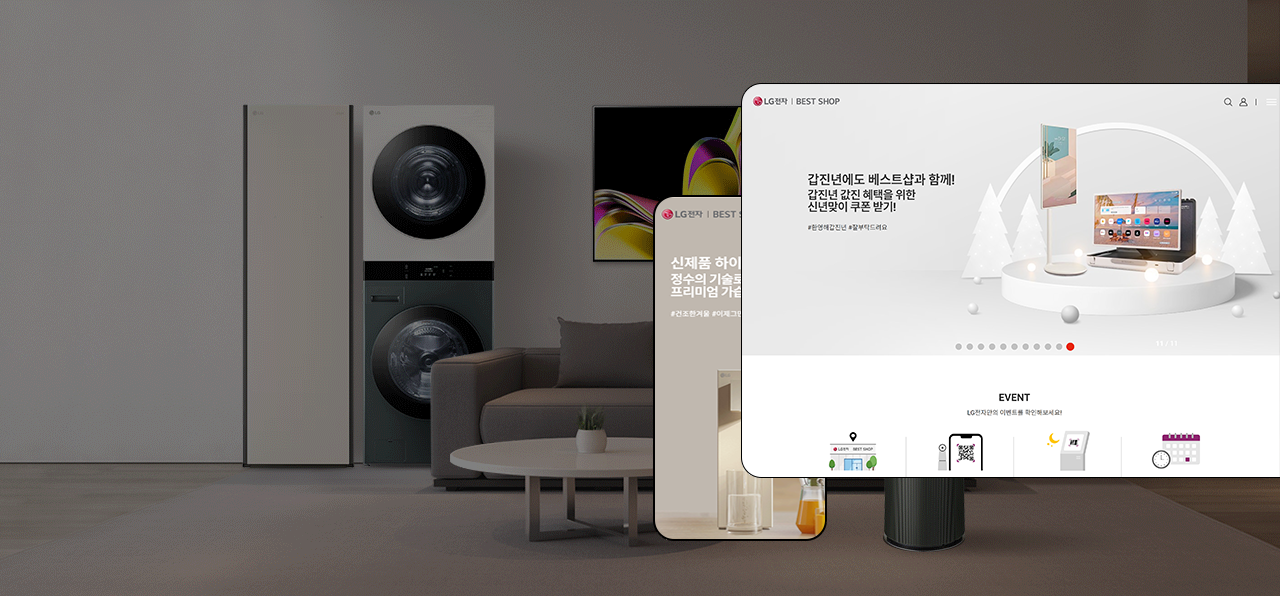 LG전자 | BEST SHOP
갑진년에도 베스트샵과 함께!
갑진년 값진 혜택을 위한
신년맞이 쿠폰 받기!
#환영해갑진년 #잘부탁드려요
11 / 11
EVENT
LG전자만의 이벤트를 확인해보세요!
LG전자 BEST SHOP
LG전자 | BEST S
신제품 하이
정수의 기술로
프리미엄 가습
#건조한겨울 #이제그만
LG
LG